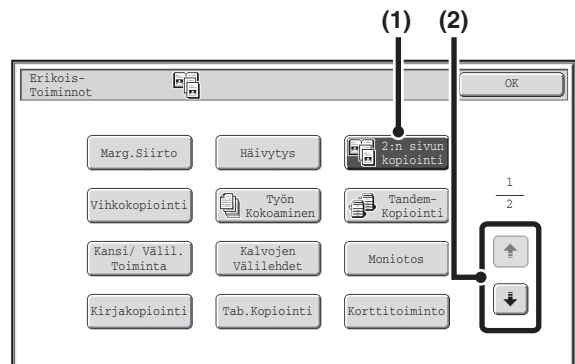 (1) (2)
Erikois-
Toiminnot
OK
Marg.Siirto
Häivytys
2:n sivun
kopiointi
Vihkokopiointi
Työn
Kokoaminen
Tandem-
Kopiointi
1
2
Kansi/ Välil.
Toiminta
Kalvojen
Välilehdet
Moniotos
Kirjakopiointi
Tab.Kopiointi
Korttitoiminto